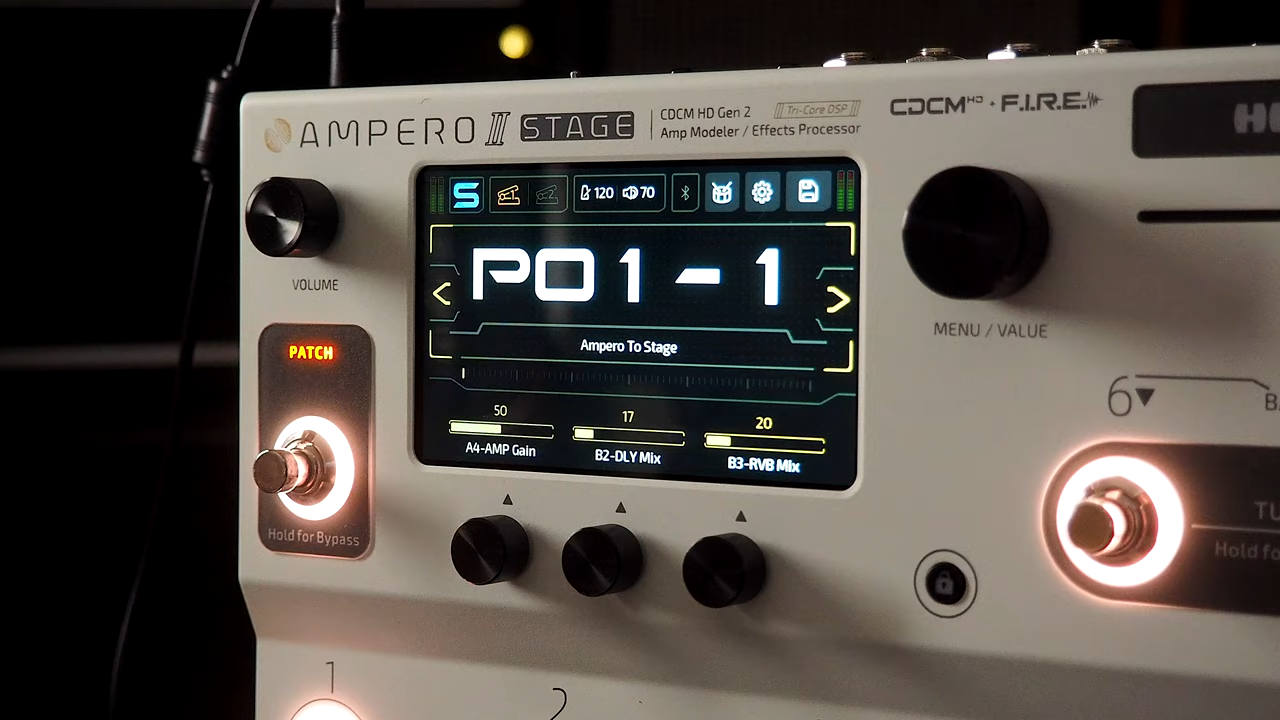 AMPERO II STAGE
CDCM HD Gen 2
Tri-Core DSP
Amp Modeler / Effects Processor
CDCM HD + F.I.R.E.
VOLUME
PATCH
Hold for Bypass
S
120
70
P01-1
Ampero To Stage
50
17
20
A4-AMP Gain
B2-DLY Mix
B3-RVB Mix
MENU / VALUE
6
Hold
1
2